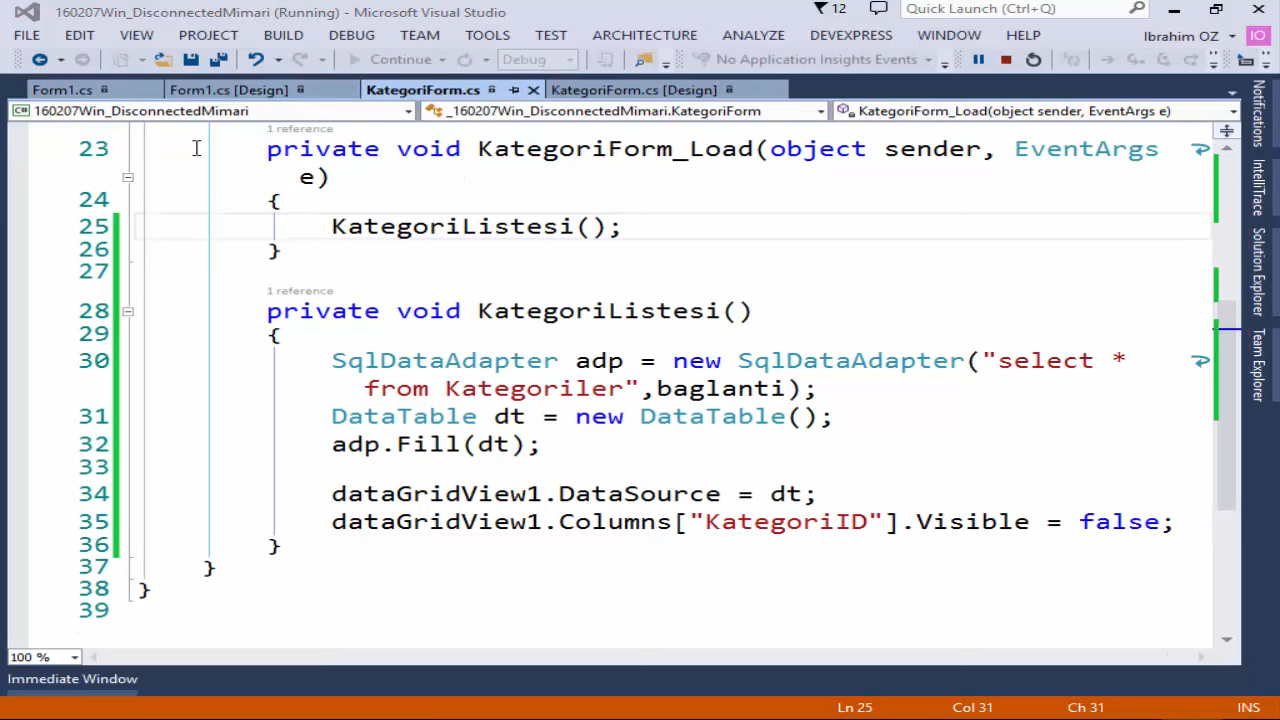 160207Win_DisconnectedMimari (Running) - Microsoft Visual Studio
12
Quick Launch (Ctrl+Q)
FILE EDIT VIEW PROJECT BUILD DEBUG TEAM TOOLS TEST ARCHITECTURE ANALYZE DEVEXPRESS WINDOW HELP
Ibrahim OZ IO
Continue Debug No Application Insights Events
Form1.cs Form1.cs [Design] KategoriForm.cs KategoriForm.cs [Design]
160207Win_DisconnectedMimari _160207Win_DisconnectedMimari.KategoriForm KategoriForm_Load(object sender, EventArgs e)
1 reference
23 private void KategoriForm_Load(object sender, EventArgs
e)
24 {
25 KategoriListesi();
26 }
27
1 reference
28 private void KategoriListesi()
29 {
30 SqlDataAdapter adp = new SqlDataAdapter("select *
from Kategoriler",baglanti);
31 DataTable dt = new DataTable();
32 adp.Fill(dt);
33
34 dataGridView1.DataSource = dt;
35 dataGridView1.Columns["KategoriID"].Visible = false;
36 }
37 }
38 }
39
100 %
Immediate Window
Ln 25 Col 31 Ch 31 INS
Notifications
IntelliTrace
Solution Explorer
Team Explorer